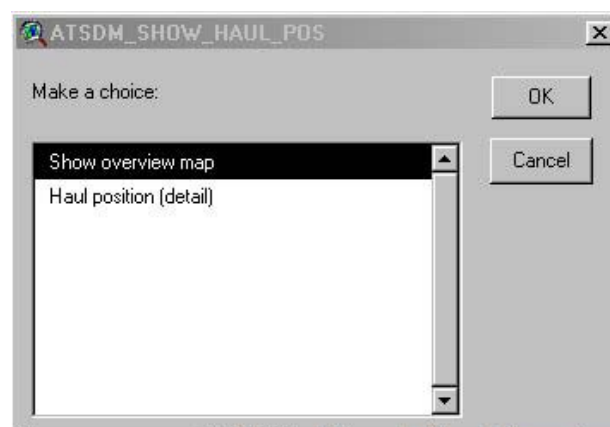 ATSDM_SHOW_HAUL_POS
Make a choice:
OK
Show overview map
Cancel
Haul position (detail)